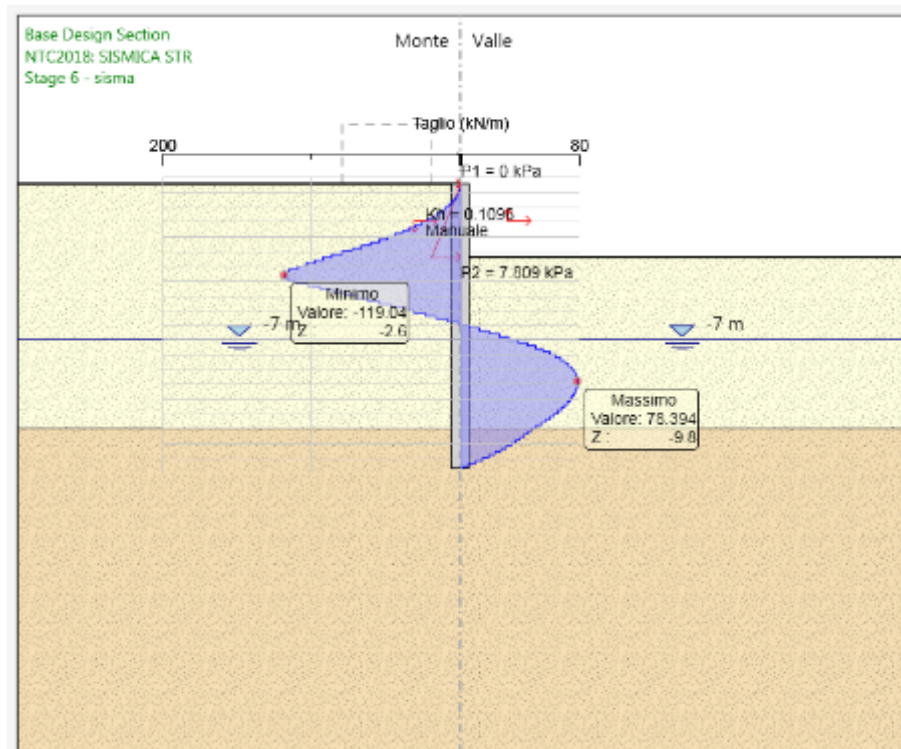 Base Design Section
NTC2018: SISMICA STR
Stage 6 - sisma
Monte Valle
Taglio (kN/m)
200 80
P1 = 0 kPa
Kh = 0.1095
Manuale
P2 = 7.809 kPa
Minimo
Valore: -119.04
Z -2.6
-7 m
-7 m
Massimo
Valore: 78.394
Z : -9.8